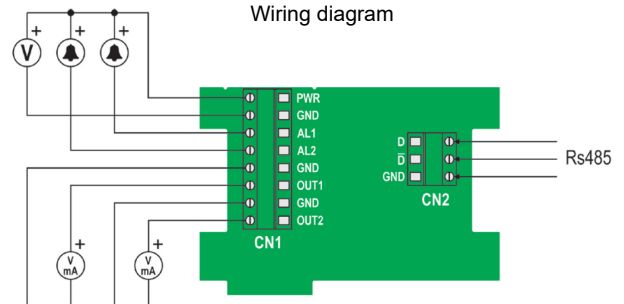 Wiring diagram
+ + +
V
PWR
GND
AL1
AL2
GND
OUT1
GND
OUT2
CN1
D
D̅
GND
CN2
Rs485
+ +
V
mA
V
mA